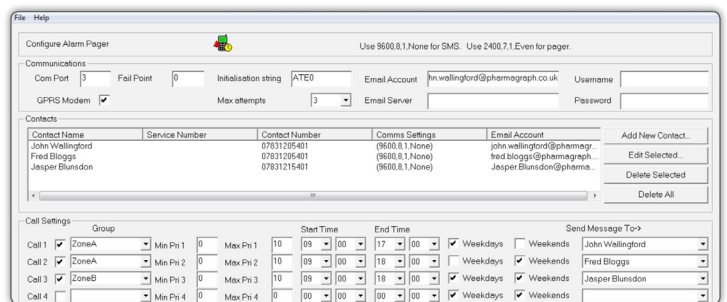 File Help
Configure Alarm Pager Use 9600,8,1,None for SMS. Use 2400,7,1,Even for pager.
Communications
Com Port 3 Fail Point 0 Initialisation string ATE0 Email Account hn.wallingford@pharmagraph.co.uk Username
GPRS Modem Max attempts 3 Email Server Password
Contacts
Contact Name Service Number Contact Number Comms Settings Email Account Add New Contact...
John Wallingford 07831205401 (9600,8,1,None) john.wallingford@pharmagr...
Fred Bloggs 07831205401 (9600,8,1,None) fred.bloggs@pharmagraph... Edit Selected...
Jasper Blunsdon 07831215401 (9600,8,1,None) Jasper.Blunsdon@pharma...
Delete Selected
Delete All
Call Settings
Group Start Time End Time Send Message To->
Call 1 ZoneA Min Pri 1 0 Max Pri 1 10 09 00 17 00 Weekdays Weekends John Wallingford
Call 2 ZoneA Min Pri 2 0 Max Pri 2 10 09 00 18 00 Weekdays Weekends Fred Bloggs
Call 3 ZoneB Min Pri 3 0 Max Pri 3 10 09 00 18 00 Weekdays Weekends Jasper Blunsdon
Call 4 Min Pri 4 0 Max Pri 4 0 00 00 00 00 Weekdays Weekends